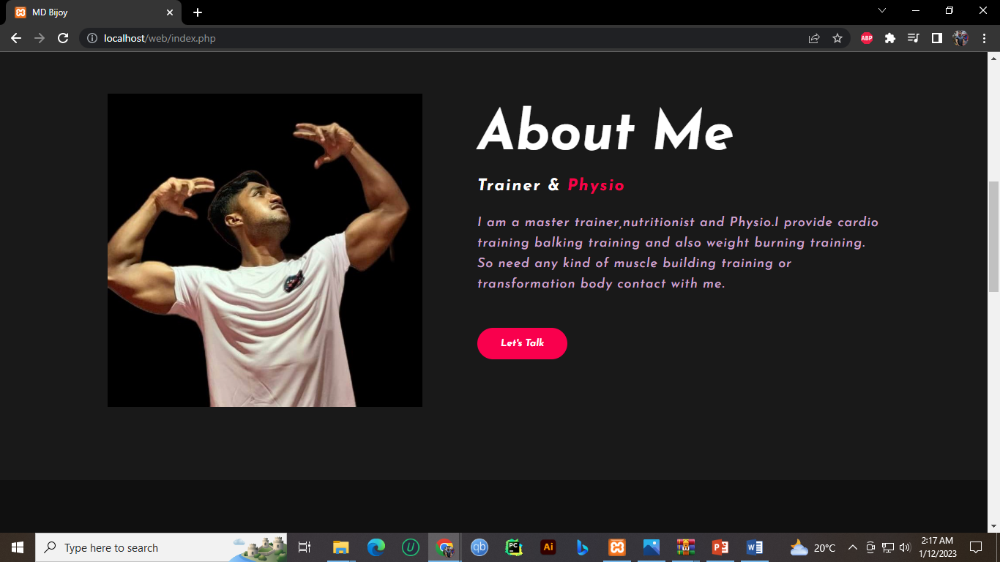 MD Bijoy
localhost/web/index.php
ABP
About Me
Trainer & Physio
I am a master trainer,nutritionist and Physio.I provide cardio
training balking training and also weight burning training.
So need any kind of muscle building training or
transformation body contact with me.
Let's Talk
Type here to search
U
qb
PC
Ai
P
W
20°C
2:17 AM
1/12/2023